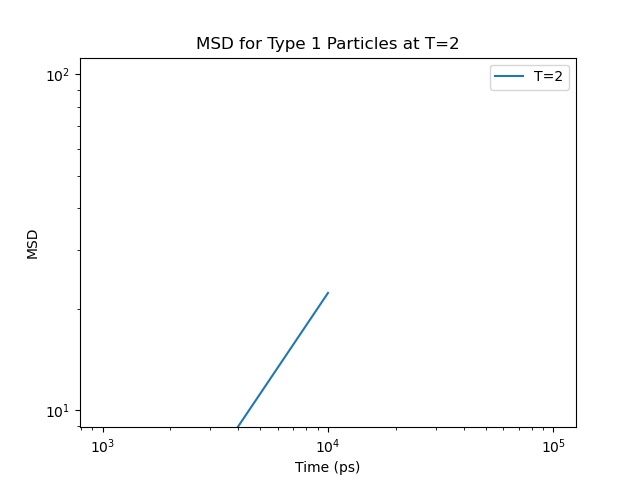 MSD for Type 1 Particles at T=2
T=2
10²
MSD
10¹
10³ 10⁴ 10⁵
Time (ps)